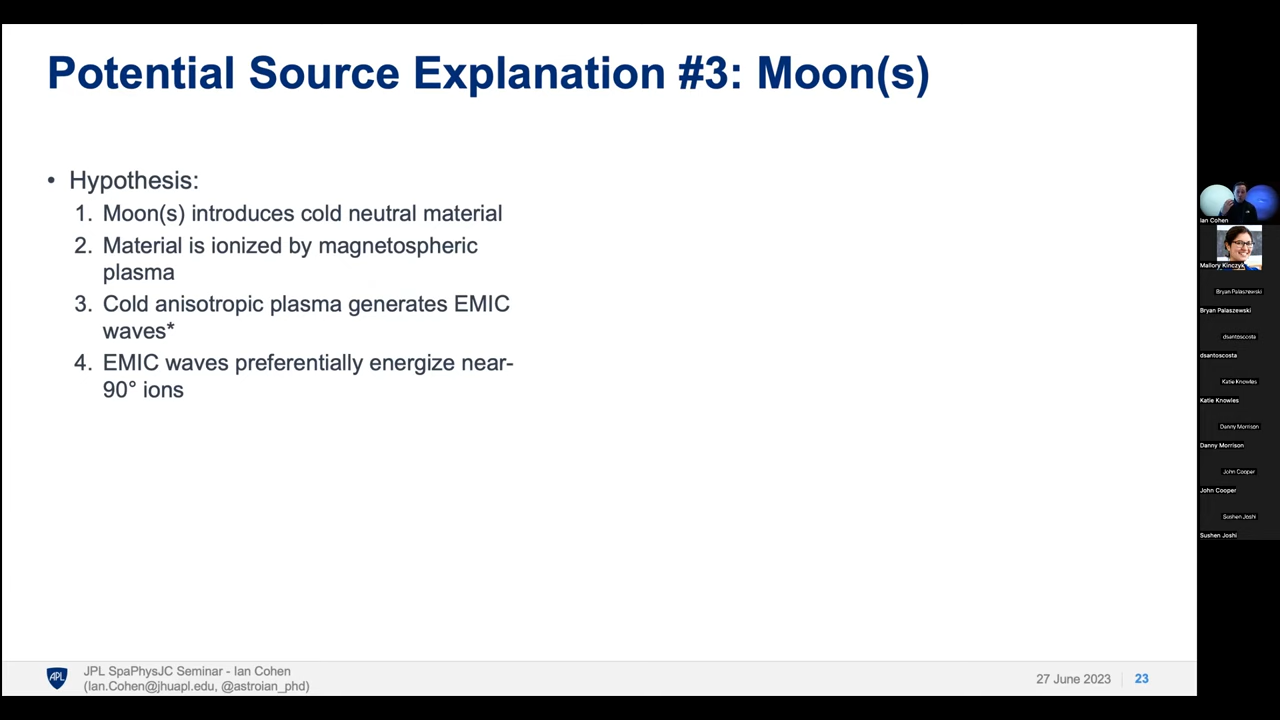 Potential Source Explanation #3: Moon(s)
• Hypothesis:
1. Moon(s) introduces cold neutral material
2. Material is ionized by magnetospheric
plasma
3. Cold anisotropic plasma generates EMIC
waves*
4. EMIC waves preferentially energize near-
90° ions
APL
JPL SpaPhysJC Seminar - Ian Cohen
(Ian.Cohen@jhuapl.edu, @astroian_phd)
27 June 2023
23
Ian Cohen
Mallory Kinczyk
Bryan Palaszewski
Bryan Palaszewski
dsantoscosta
dsantoscosta
Katie Knowles
Katie Knowles
Danny Morrison
Danny Morrison
John Cooper
John Cooper
Sushen Joshi
Sushen Joshi